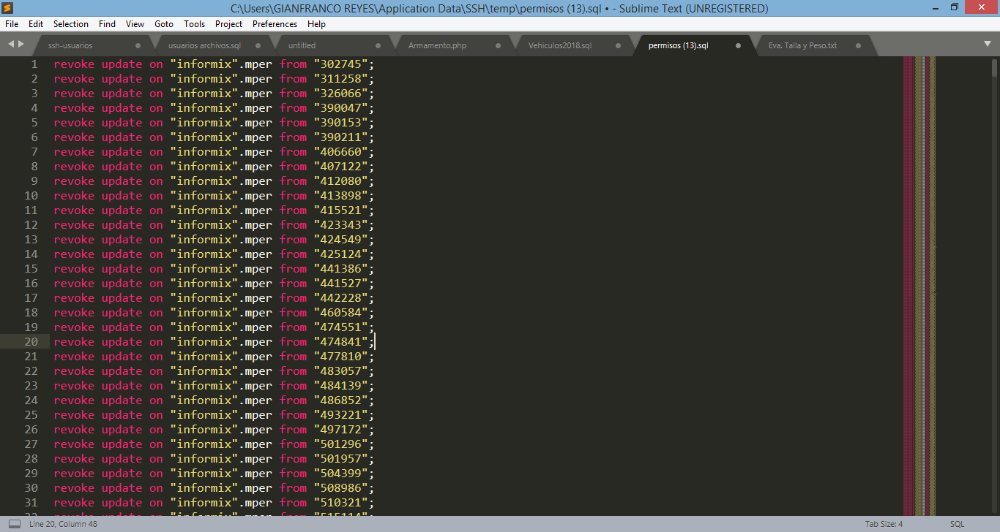 C:\Users\GIANFRANCO REYES\Application Data\SSH\temp\permisos (13).sql • - Sublime Text (UNREGISTERED)
File Edit Selection Find View Goto Tools Project Preferences Help
ssh-usuarios usuarios archivos.sql untitled Armamento.php Vehiculos2018.sql permisos (13).sql Eva. Talla y Peso.txt
1 revoke update on "informix".mper from "302745";
2 revoke update on "informix".mper from "311258";
3 revoke update on "informix".mper from "326066";
4 revoke update on "informix".mper from "390047";
5 revoke update on "informix".mper from "390153";
6 revoke update on "informix".mper from "390211";
7 revoke update on "informix".mper from "406660";
8 revoke update on "informix".mper from "407122";
9 revoke update on "informix".mper from "412080";
10 revoke update on "informix".mper from "413898";
11 revoke update on "informix".mper from "415521";
12 revoke update on "informix".mper from "423343";
13 revoke update on "informix".mper from "424549";
14 revoke update on "informix".mper from "425124";
15 revoke update on "informix".mper from "441386";
16 revoke update on "informix".mper from "441527";
17 revoke update on "informix".mper from "442228";
18 revoke update on "informix".mper from "460584";
19 revoke update on "informix".mper from "474551";
20 revoke update on "informix".mper from "474841";
21 revoke update on "informix".mper from "477810";
22 revoke update on "informix".mper from "483057";
23 revoke update on "informix".mper from "484139";
24 revoke update on "informix".mper from "486852";
25 revoke update on "informix".mper from "493221";
26 revoke update on "informix".mper from "497172";
27 revoke update on "informix".mper from "501296";
28 revoke update on "informix".mper from "501957";
29 revoke update on "informix".mper from "504399";
30 revoke update on "informix".mper from "508986";
31 revoke update on "informix".mper from "510321";
Line 20, Column 48 Tab Size: 4 SQL